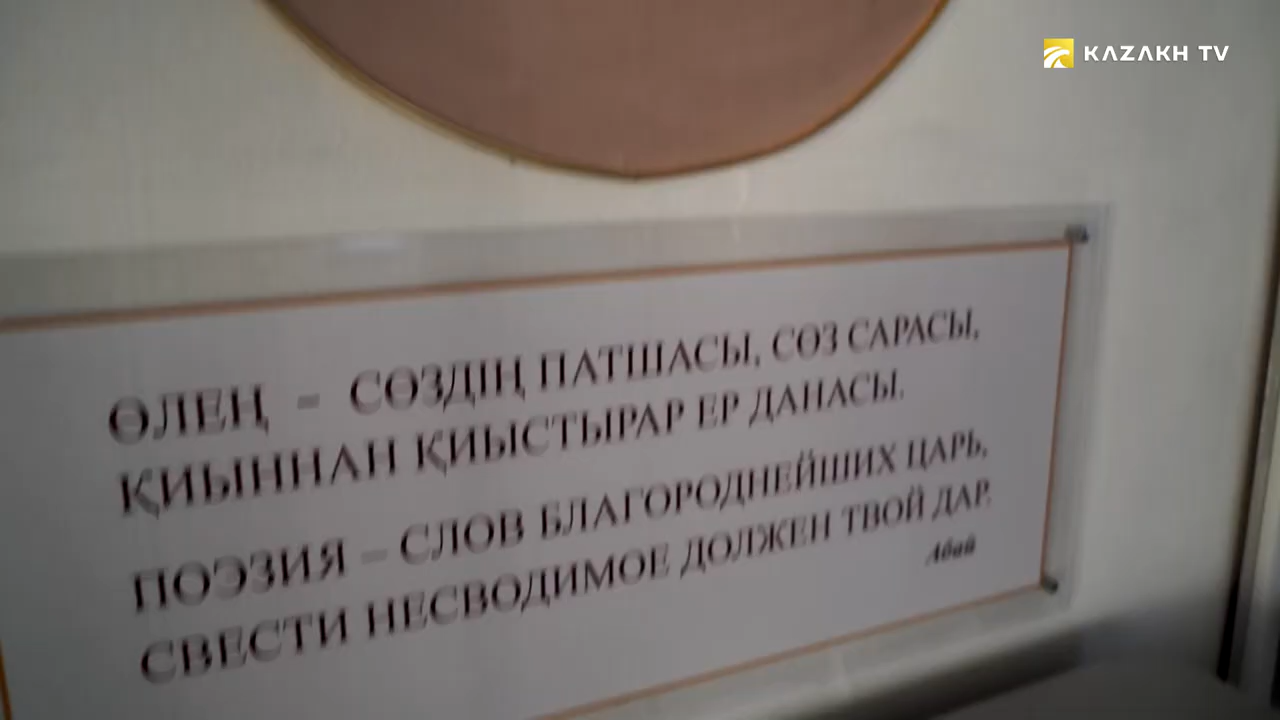 KAZAKH TV
ӨЛЕҢ – СӨЗДІҢ ПАТШАСЫ, СӨЗ САРАСЫ,
ҚИЫННАН ҚИЫСТЫРАР ЕР ДАНАСЫ.
ПОЭЗИЯ – СЛОВ БЛАГОРОДНЕЙШИХ ЦАРЬ,
СВЕСТИ НЕСВОДИМОЕ ДОЛЖЕН ТВОЙ ДАР.
Абай